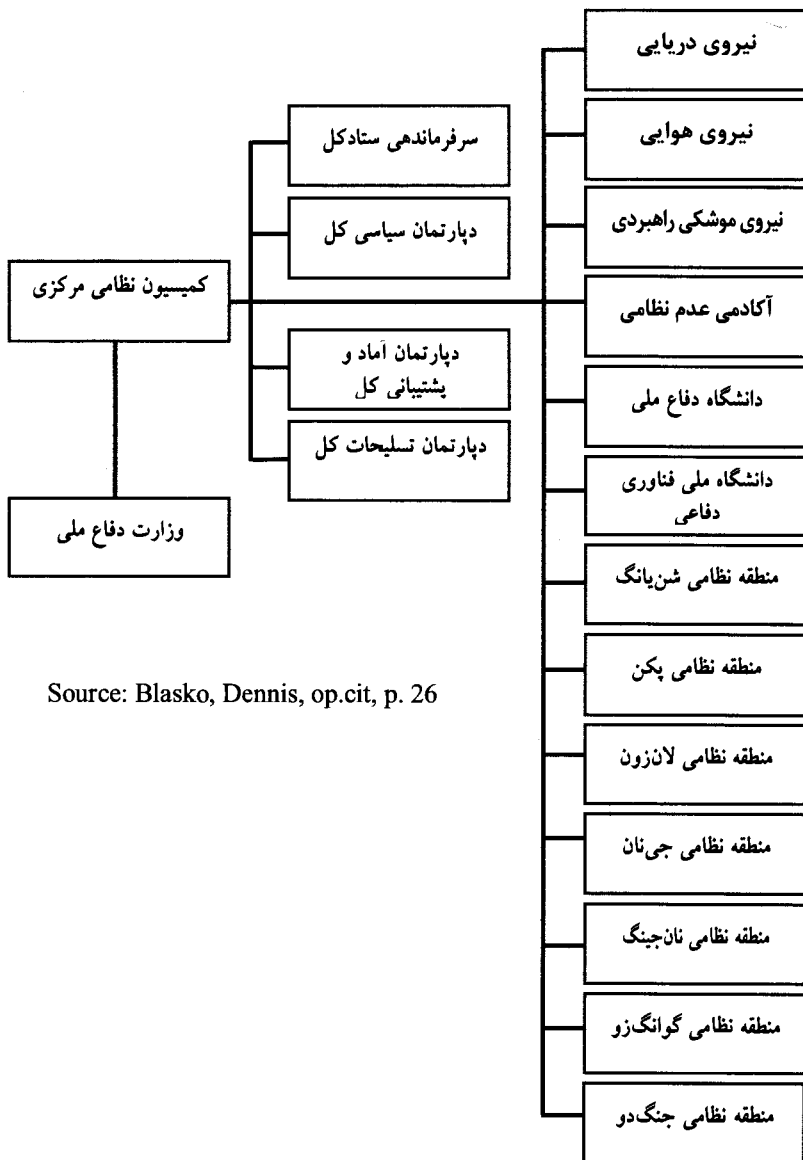 کمیسیون نظامی مرکزی
وزارت دفاع ملی
سرفرماندهی ستادکل
دپارتمان سیاسی کل
دپارتمان آماد و
پشتیبانی کل
دپارتمان تسلیحات کل
نیروی دریایی
نیروی هوایی
نیروی موشکی راهبردی
آکادمی عدم نظامی
دانشگاه دفاع ملی
دانشگاه ملی فناوری
دفاعی
منطقه نظامی شن‌یانگ
منطقه نظامی پکن
منطقه نظامی لان‌زون
منطقه نظامی جی‌نان
منطقه نظامی نان‌جینگ
منطقه نظامی گوانگ‌زو
منطقه نظامی جنگ‌دو
Source: Blasko, Dennis, op.cit, p. 26